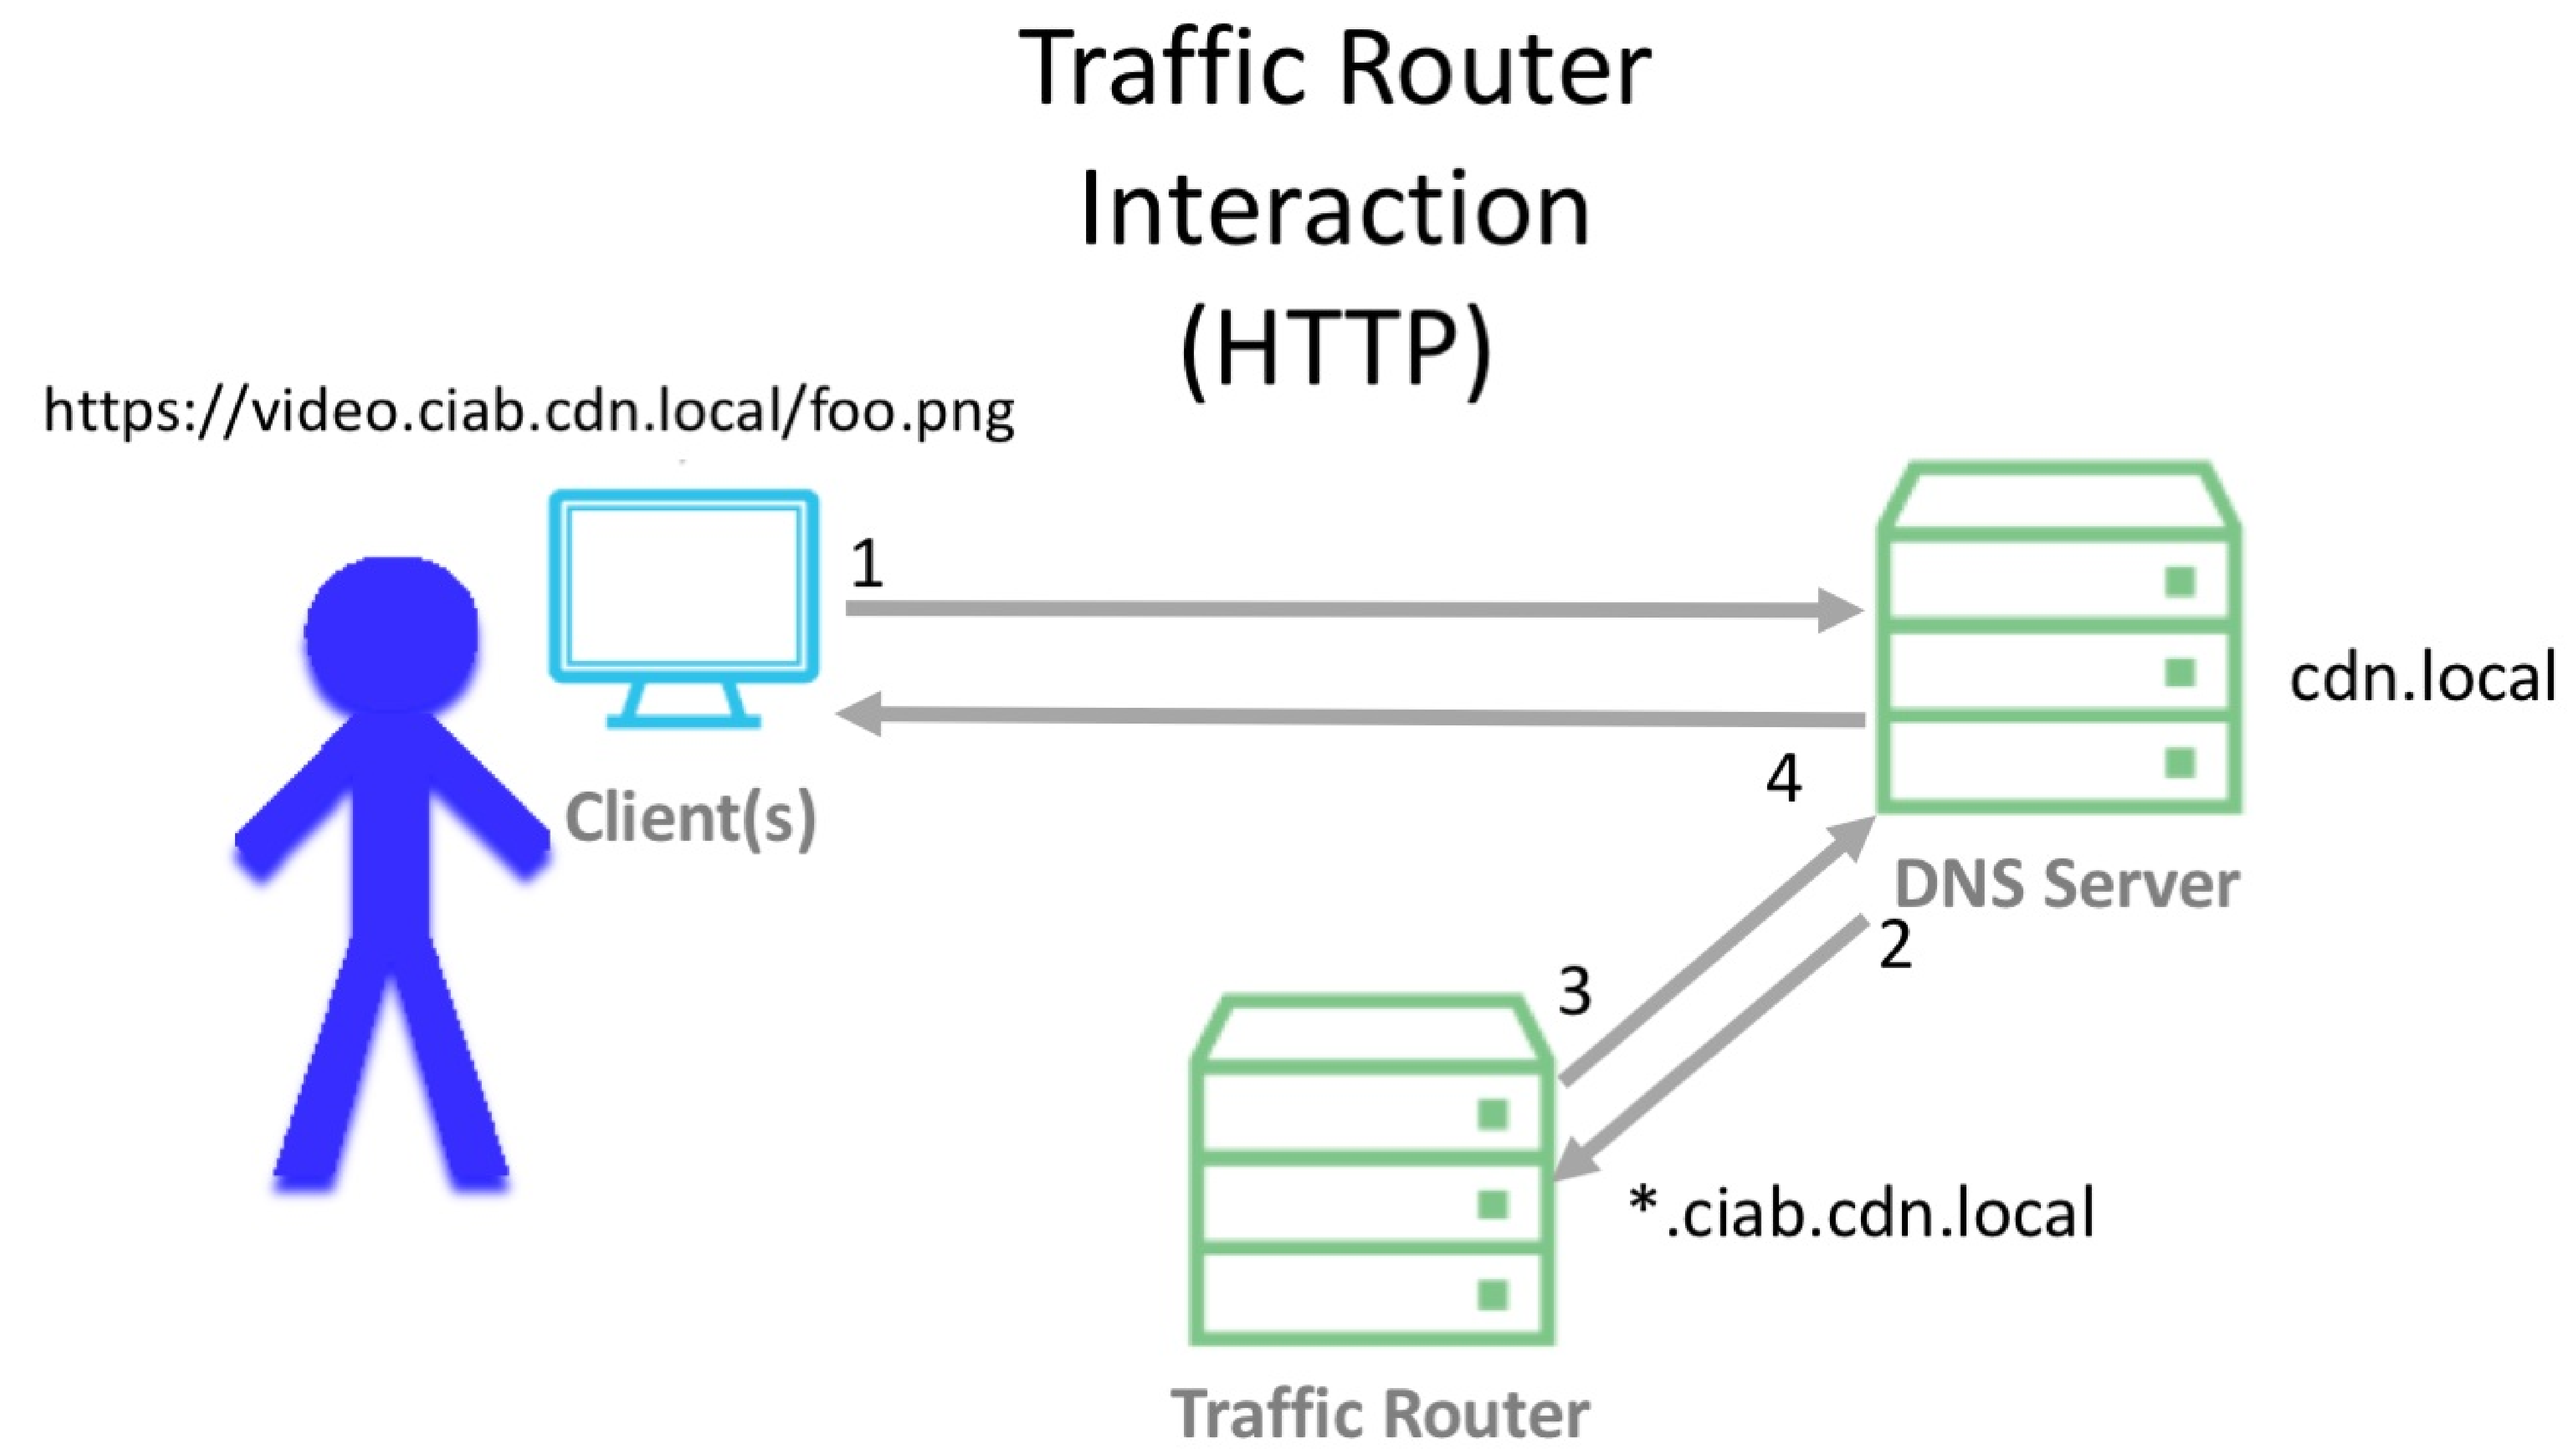 Traffic Router
Interaction
(HTTP)
https://video.ciab.cdn.local/foo.png
1
cdn.local
4
Client(s)
DNS Server
2
3
*.ciab.cdn.local
Traffic Router